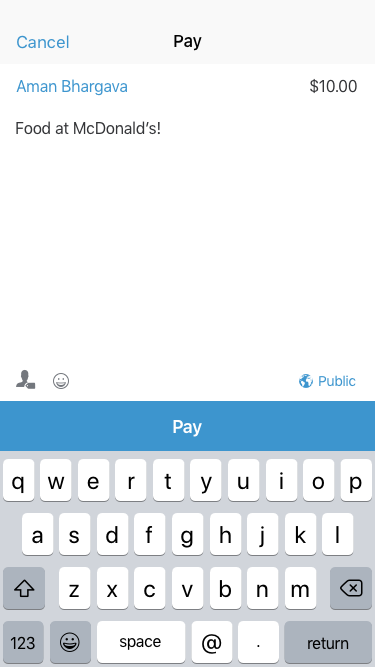 Cancel Pay
Aman Bhargava $10.00
Food at McDonald's!
Public
Pay
q w e r t y u i o p
a s d f g h j k l
z x c v b n m
123 space @ . return